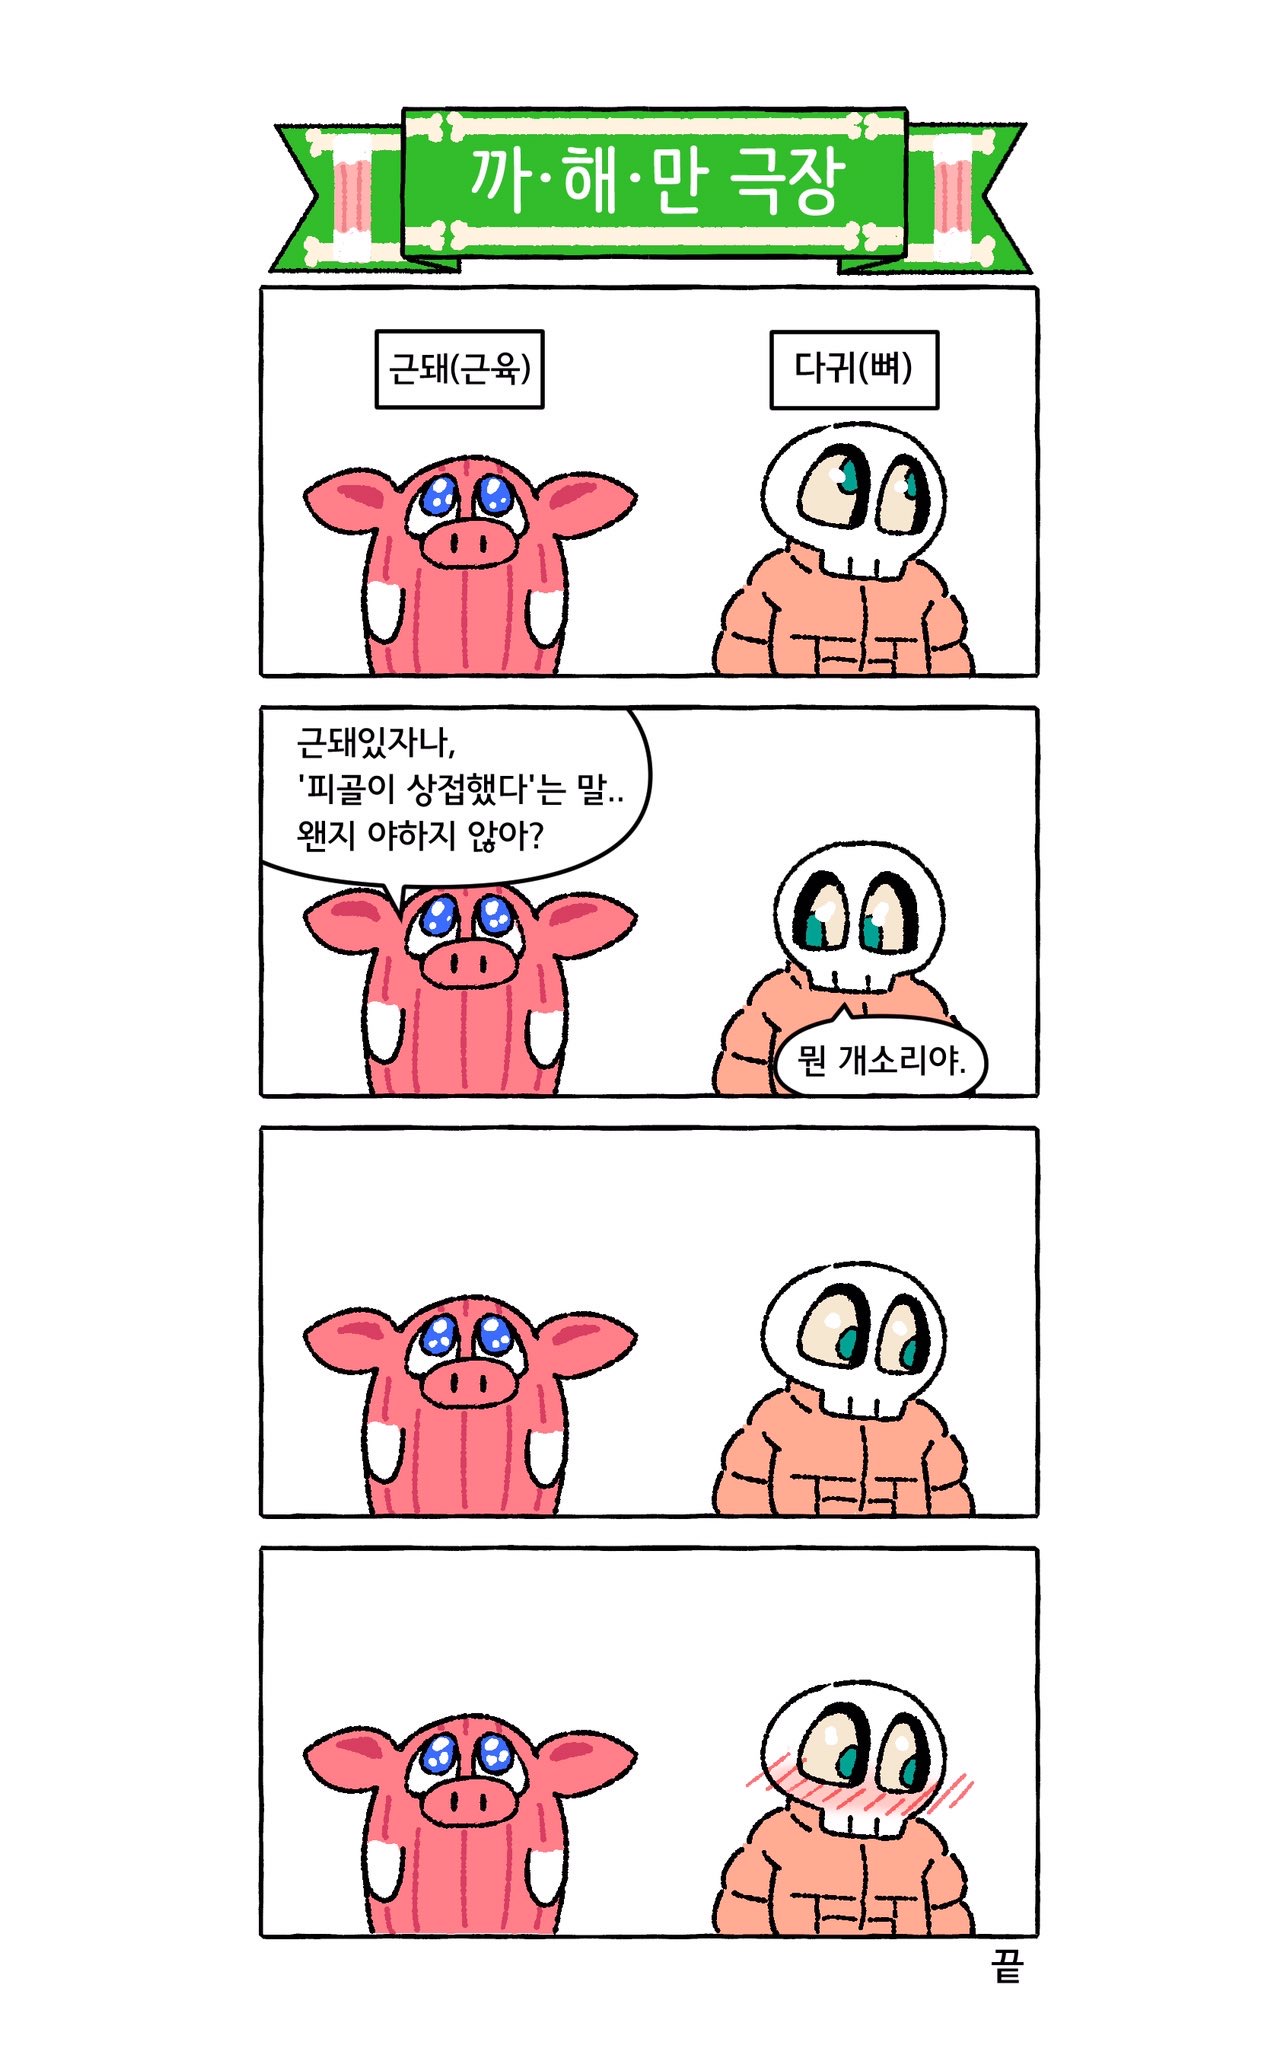 까·해·만 극장
근돼(근육)
다귀(뼈)
근돼있자나,
'피골이 상접했다'는 말..
왠지 야하지 않아?
뭔 개소리야.
끝